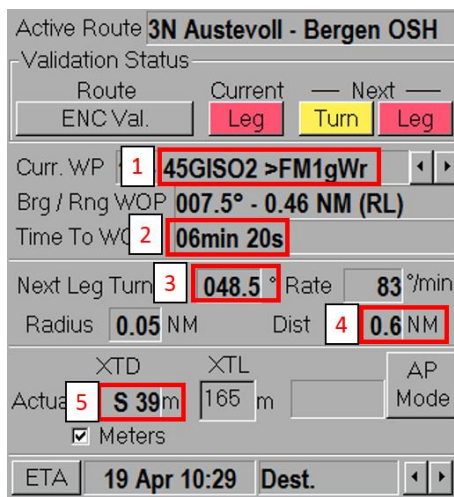 Active Route 3N Austevoll - Bergen OSH
Validation Status
Route Current Next
ENC Val. Leg Turn Leg
Curr. WP 1 45GISO2 >FM1gWr
Brg / Rng WOP 007.5° - 0.46 NM (RL)
Time To WO 2 06min 20s
Next Leg Turn 3 048.5 ° Rate 83 °/min
Radius 0.05 NM Dist 4 0.6 NM
XTD XTL AP
Actua 5 S 39 m 165 m Mode
Meters
ETA 19 Apr 10:29 Dest.